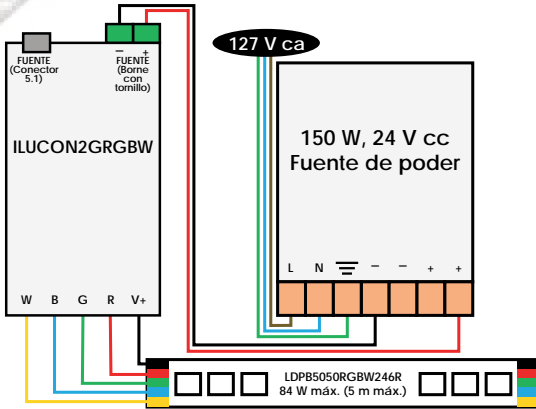 127 V ca
− +
FUENTE
(Conector
5.1)
FUENTE
(Borne
con
tornillo)
ILUCON2GRGBW
W B G R V+
150 W, 24 V cc
Fuente de poder
L N − − + +
LDPB5050RGBW246R
84 W máx. (5 m máx.)